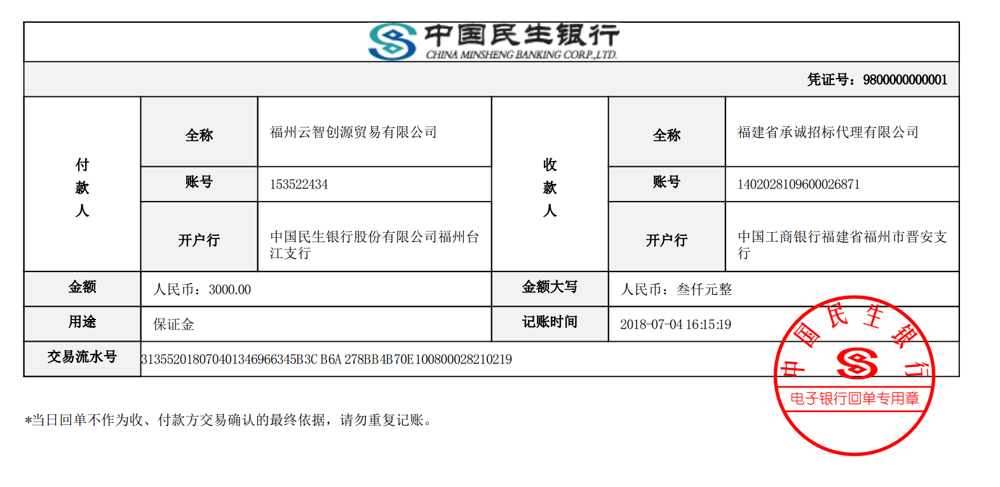 中国民生银行
CHINA MINSHENG BANKING CORP.,LTD.
凭证号：9800000000001
付款人
全称
福州云智创源贸易有限公司
账号
153522434
开户行
中国民生银行股份有限公司福州台
江支行
收款人
全称
福建省承诚招标代理有限公司
账号
1402028109600026871
开户行
中国工商银行福建省福州市晋安支
行
金额
人民币：3000.00
金额大写
人民币：叁仟元整
用途
保证金
记账时间
2018-07-04 16:15:19
交易流水号
313552018070401346966345B3C B6A 278BB4B70E100800028210219
中国民生银行
电子银行回单专用章
*当日回单不作为收、付款方交易确认的最终依据，请勿重复记账。